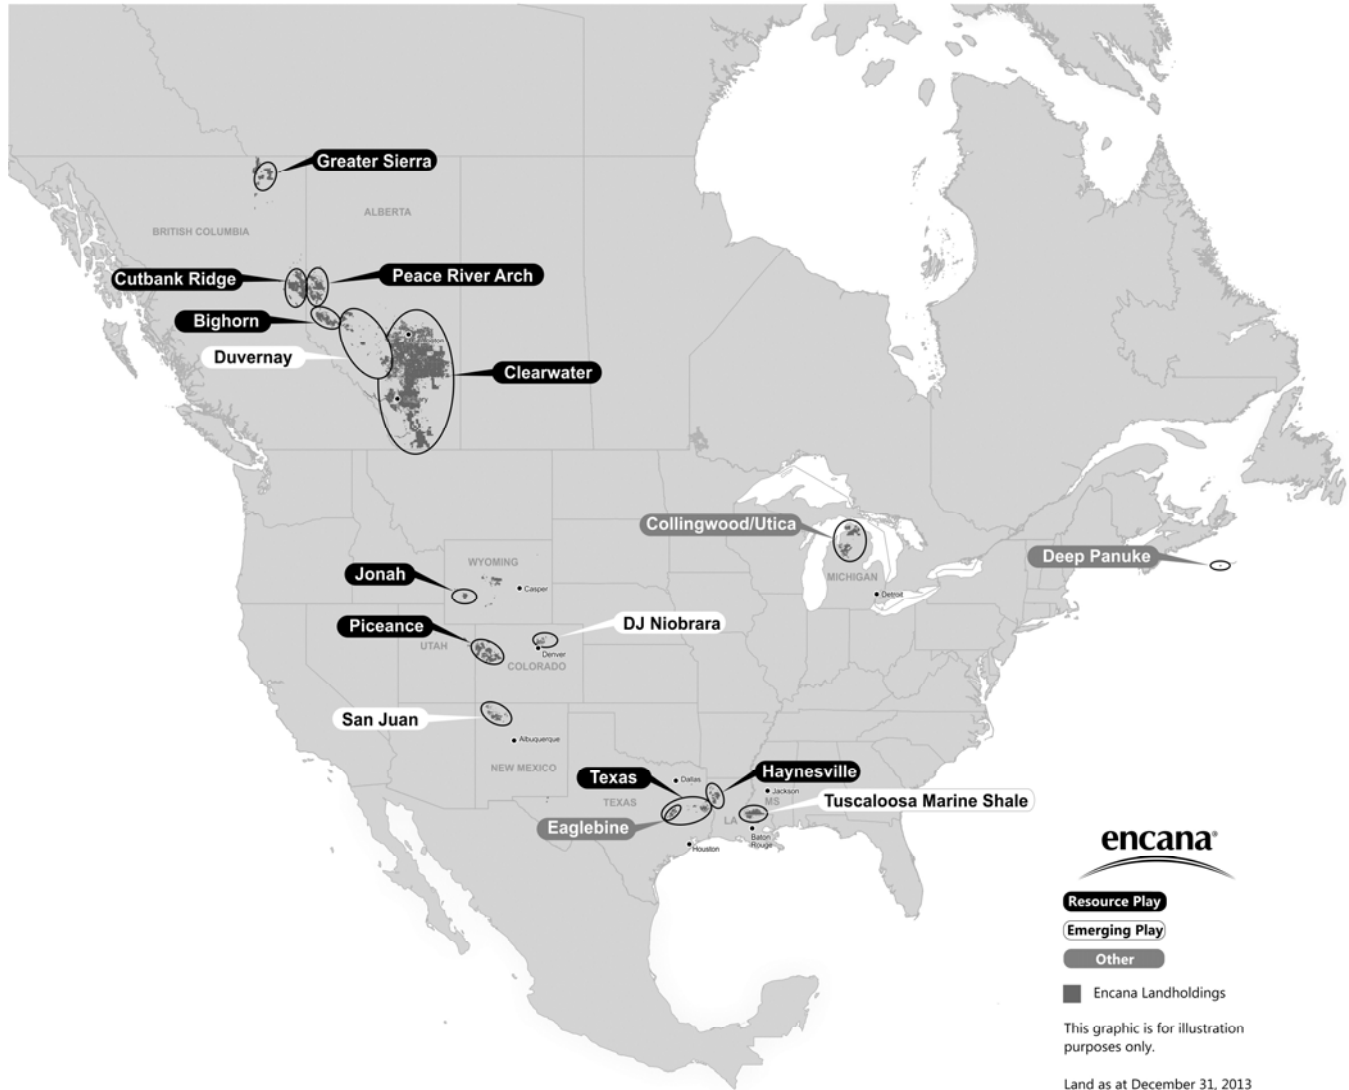 Greater Sierra
ALBERTA
BRITISH COLUMBIA
Cutbank Ridge
Peace River Arch
Bighorn
Duvernay
Clearwater
Collingwood/Utica
Deep Panuke
WYOMING
Jonah
MICHIGAN
Casper
Detroit
Piceance
DJ Niobrara
UTAH
Denver
COLORADO
San Juan
Albuquerque
NEW MEXICO
Texas
Dallas
Haynesville
Jackson
TEXAS
MS
Tuscaloosa Marine Shale
LA
Eaglebine
Baton
Rouge
Houston
encana®
Resource Play
Emerging Play
Other
Encana Landholdings
This graphic is for illustration
purposes only.
Land as at December 31, 2013